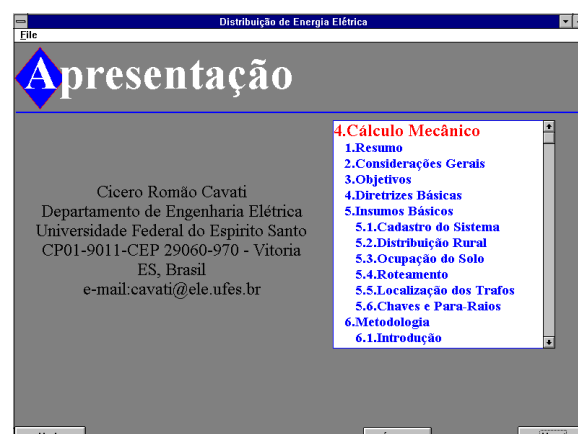 Distribuição de Energia Elétrica
File
Apresentação
Cicero Romão Cavati
Departamento de Engenharia Elétrica
Universidade Federal do Espirito Santo
CP01-9011-CEP 29060-970 - Vitoria
ES, Brasil
e-mail:cavati@ele.ufes.br
4.Cálculo Mecânico
1.Resumo
2.Considerações Gerais
3.Objetivos
4.Diretrizes Básicas
5.Insumos Básicos
5.1.Cadastro do Sistema
5.2.Distribuição Rural
5.3.Ocupação do Solo
5.4.Roteamento
5.5.Localização dos Trafos
5.6.Chaves e Para-Raios
6.Metodologia
6.1.Introdução